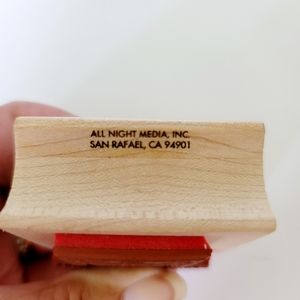 ALL NIGHT MEDIA, INC.
SAN RAFAEL, CA 94901